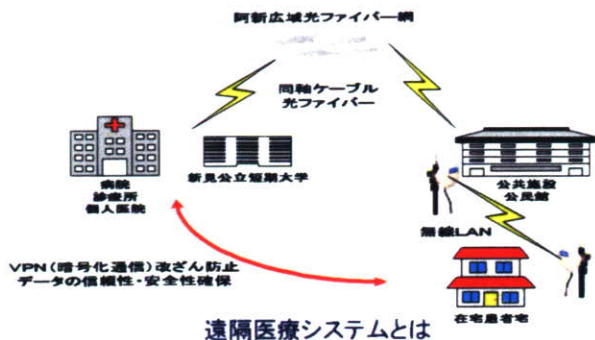 阿新広域光ファイバー網
同軸ケーブル
光ファイバー
病院
診療所
個人医院
新見公立短期大学
公共施設
公民館
無線LAN
VPN(暗号化通信)改ざん防止
データの信頼性・安全性確保
在宅患者宅
遠隔医療システムとは